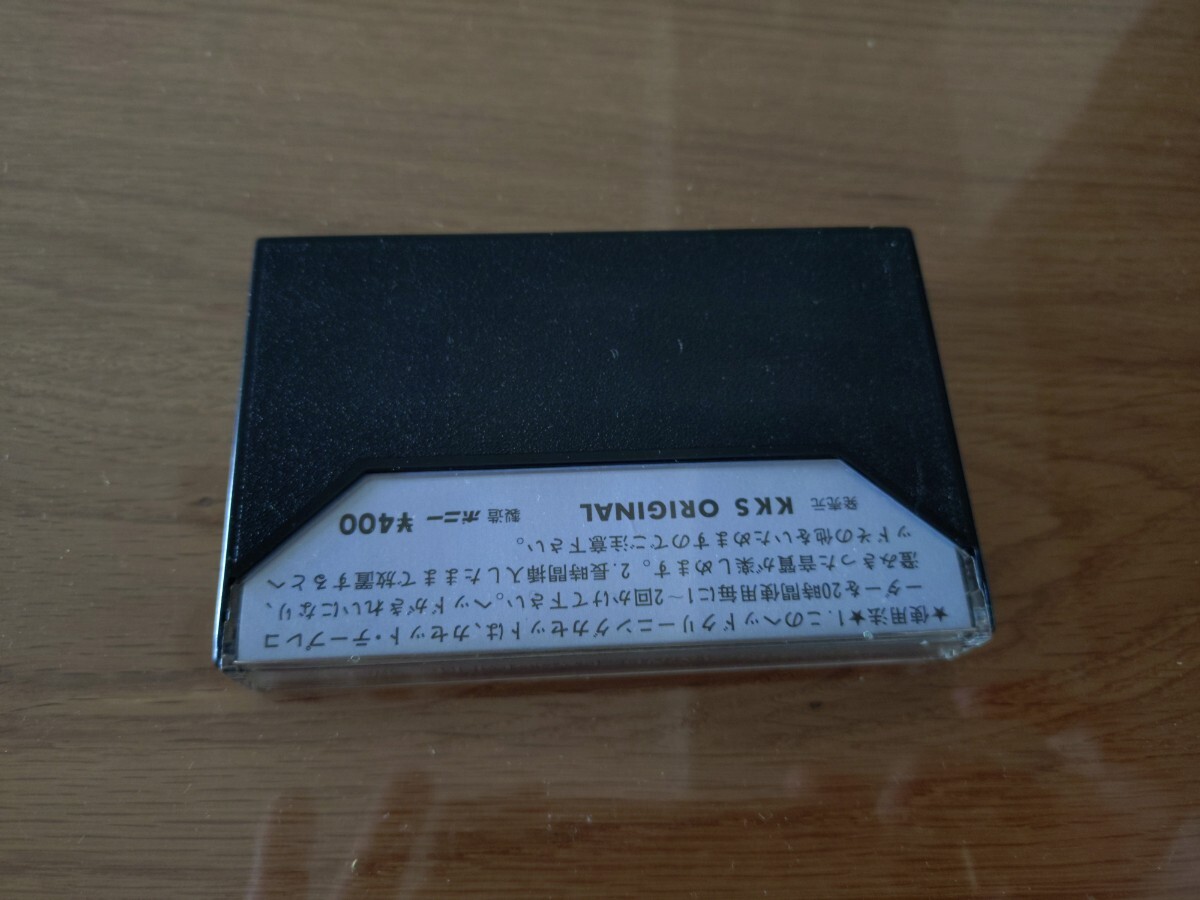 ★使用法★1.このヘッドクリーニングカセットは、カセット・テープレコ
ーダーを20時間使用毎に1〜2回かけて下さい。ヘッドがきれいになり、
澄みきった音質が楽しめます。2.長時間挿入したままで放置するとヘ
ッドその他をいためますのでご注意下さい。
発売元 KKS ORIGINAL 製造 ポニー ¥400